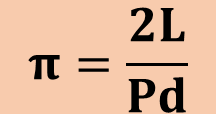 π = 2L / Pd